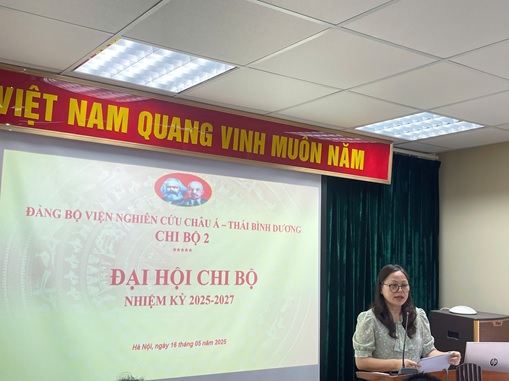 VIỆT NAM QUANG VINH MUÔN NĂM
ĐẢNG BỘ VIỆN NGHIÊN CỨU CHÂU Á – THÁI BÌNH DƯƠNG
CHI BỘ 2
*****
ĐẠI HỘI CHI BỘ
NHIỆM KỲ 2025-2027
Hà Nội, ngày 16 tháng 05 năm 2025
hp